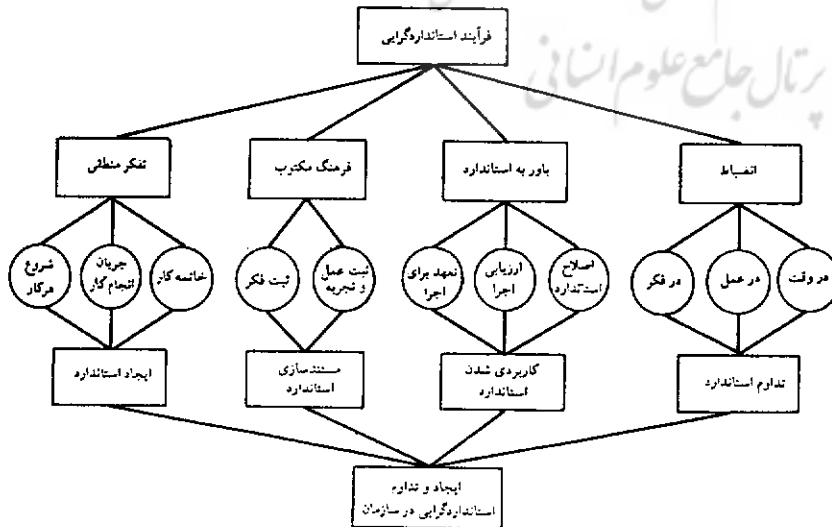 پرتال جامع علوم انسانی
فرآیند استانداردگرایی
انضباط
باور به استاندارد
فرهنگ مکتوب
تفکر منطقی
در وقت
در عمل
در فکر
اصلاح
استاندارد
ارزیابی
اجرا
تعهد برای
اجرا
ثبت عمل
و تجربه
ثبت فکر
خاتمه کار
جریان
انجام کار
شروع
هرکار
تداوم استاندارد
کاربردی شدن
استاندارد
مستندسازی
استاندارد
ایجاد استاندارد
ایجاد و تداوم
استانداردگرایی در سازمان